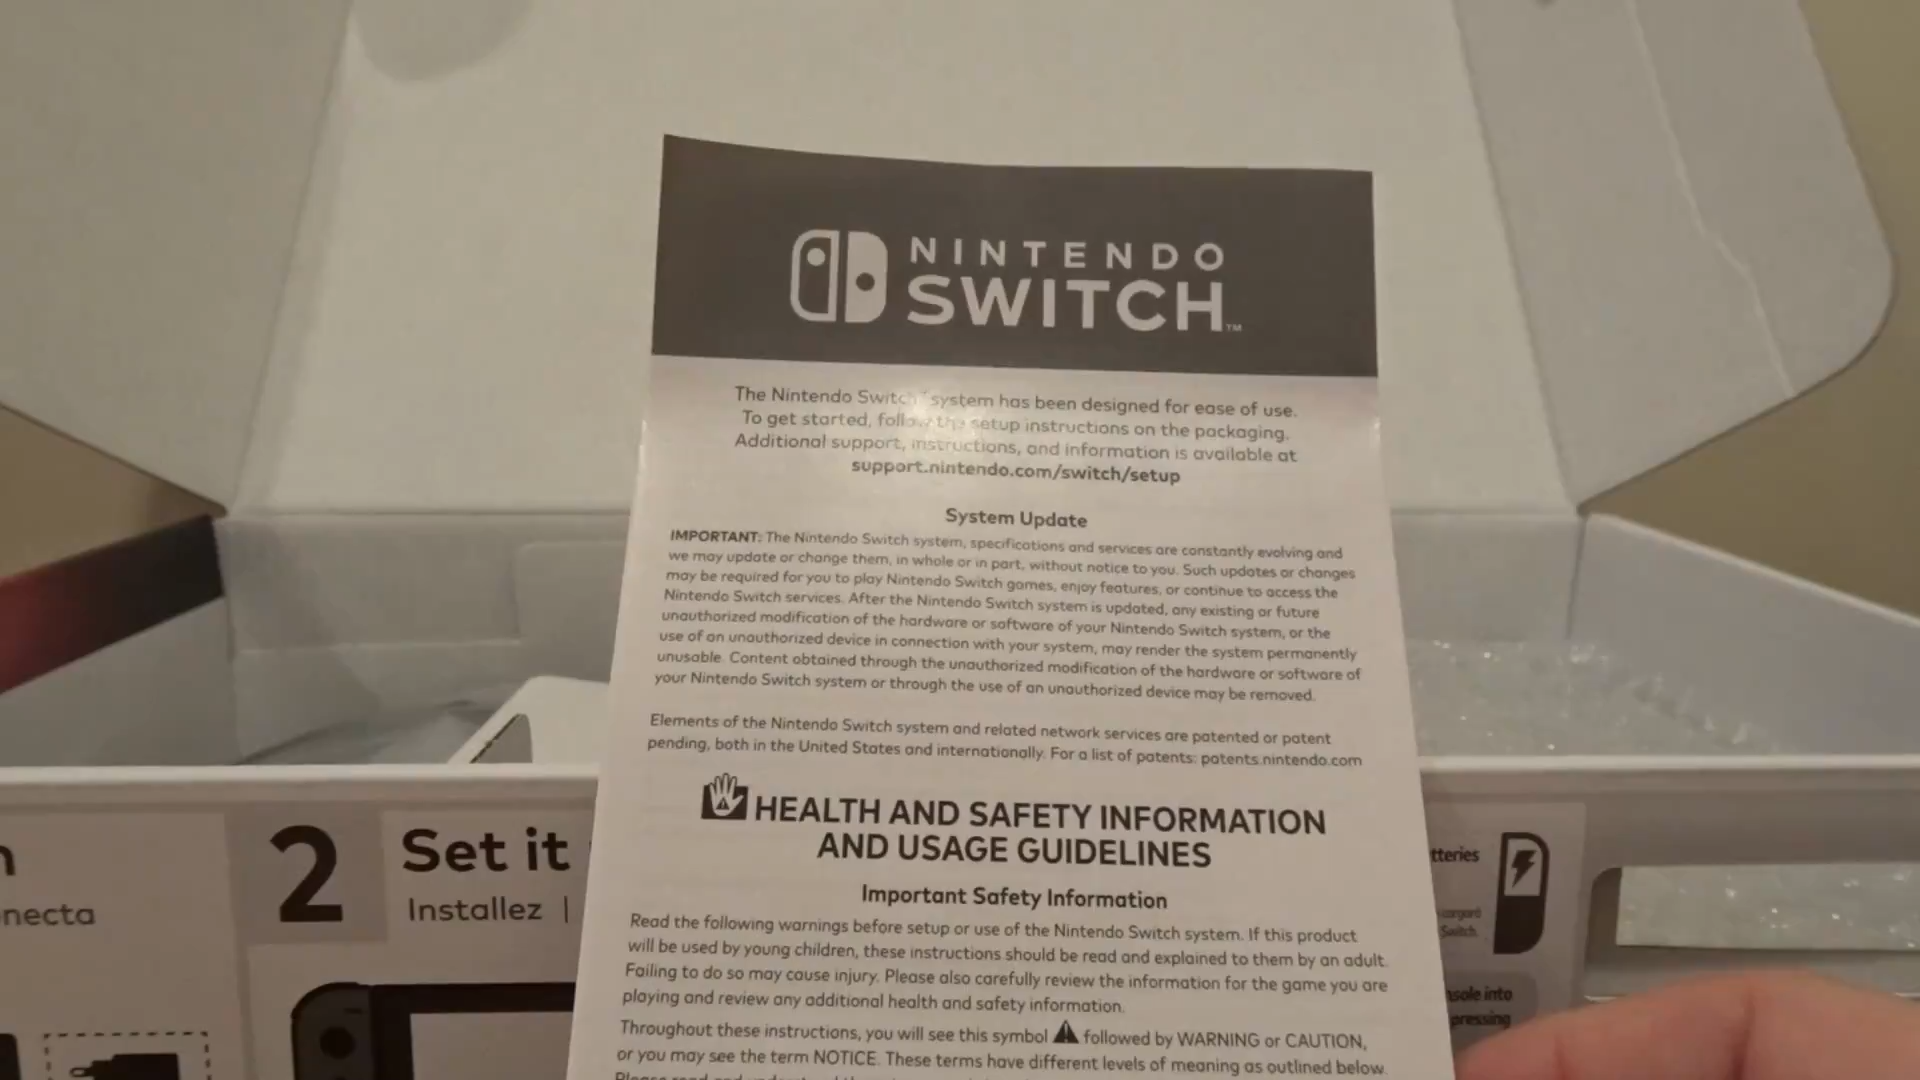 NINTENDO
SWITCH™
The Nintendo Switch system has been designed for ease of use.
To get started, follow the setup instructions on the packaging.
Additional support, instructions, and information is available at
support.nintendo.com/switch/setup
System Update
IMPORTANT: The Nintendo Switch system, specifications and services are constantly evolving and
we may update or change them, in whole or in part, without notice to you. Such updates or changes
may be required for you to play Nintendo Switch games, enjoy features, or continue to access the
Nintendo Switch services. After the Nintendo Switch system is updated, any existing or future
unauthorized modification of the hardware or software of your Nintendo Switch system, or the
use of an unauthorized device in connection with your system, may render the system permanently
unusable. Content obtained through the unauthorized modification of the hardware or software of
your Nintendo Switch system or through the use of an unauthorized device may be removed.
Elements of the Nintendo Switch system and related network services are patented or patent
pending, both in the United States and internationally. For a list of patents: patents.nintendo.com
HEALTH AND SAFETY INFORMATION
AND USAGE GUIDELINES
Important Safety Information
Read the following warnings before setup or use of the Nintendo Switch system. If this product
will be used by young children, these instructions should be read and explained to them by an adult.
Failing to do so may cause injury. Please also carefully review the information for the game you are
playing and review any additional health and safety information.
Throughout these instructions, you will see this symbol followed by WARNING or CAUTION,
or you may see the term NOTICE. These terms have different levels of meaning as outlined below.
necta
2 Set it
Installez |
tteries
Switch.
nsole into
pressing